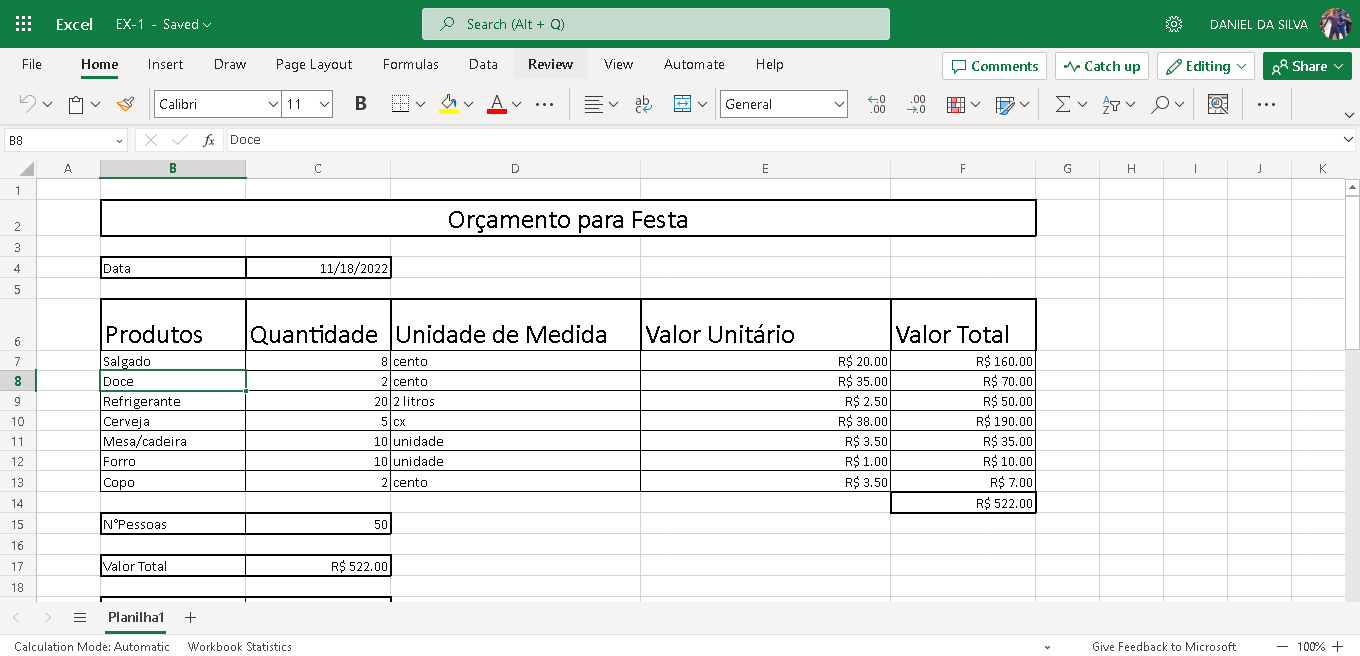 Excel EX-1 - Saved Search (Alt + Q) DANIEL DA SILVA
File Home Insert Draw Page Layout Formulas Data Review View Automate Help Comments Catch up Editing Share
Calibri 11 B A ab General .00 .00
B8 fx Doce
A B C D E F G H I J K
1
2 Orçamento para Festa
3
4 Data 11/18/2022
5
6 Produtos Quantidade Unidade de Medida Valor Unitário Valor Total
7 Salgado 8 cento R$ 20.00 R$ 160.00
8 Doce 2 cento R$ 35.00 R$ 70.00
9 Refrigerante 20 2 litros R$ 2.50 R$ 50.00
10 Cerveja 5 cx R$ 38.00 R$ 190.00
11 Mesa/cadeira 10 unidade R$ 3.50 R$ 35.00
12 Forro 10 unidade R$ 1.00 R$ 10.00
13 Copo 2 cento R$ 3.50 R$ 7.00
14 R$ 522.00
15 N°Pessoas 50
16
17 Valor Total R$ 522.00
18
Planilha1
Calculation Mode: Automatic Workbook Statistics Give Feedback to Microsoft 100%